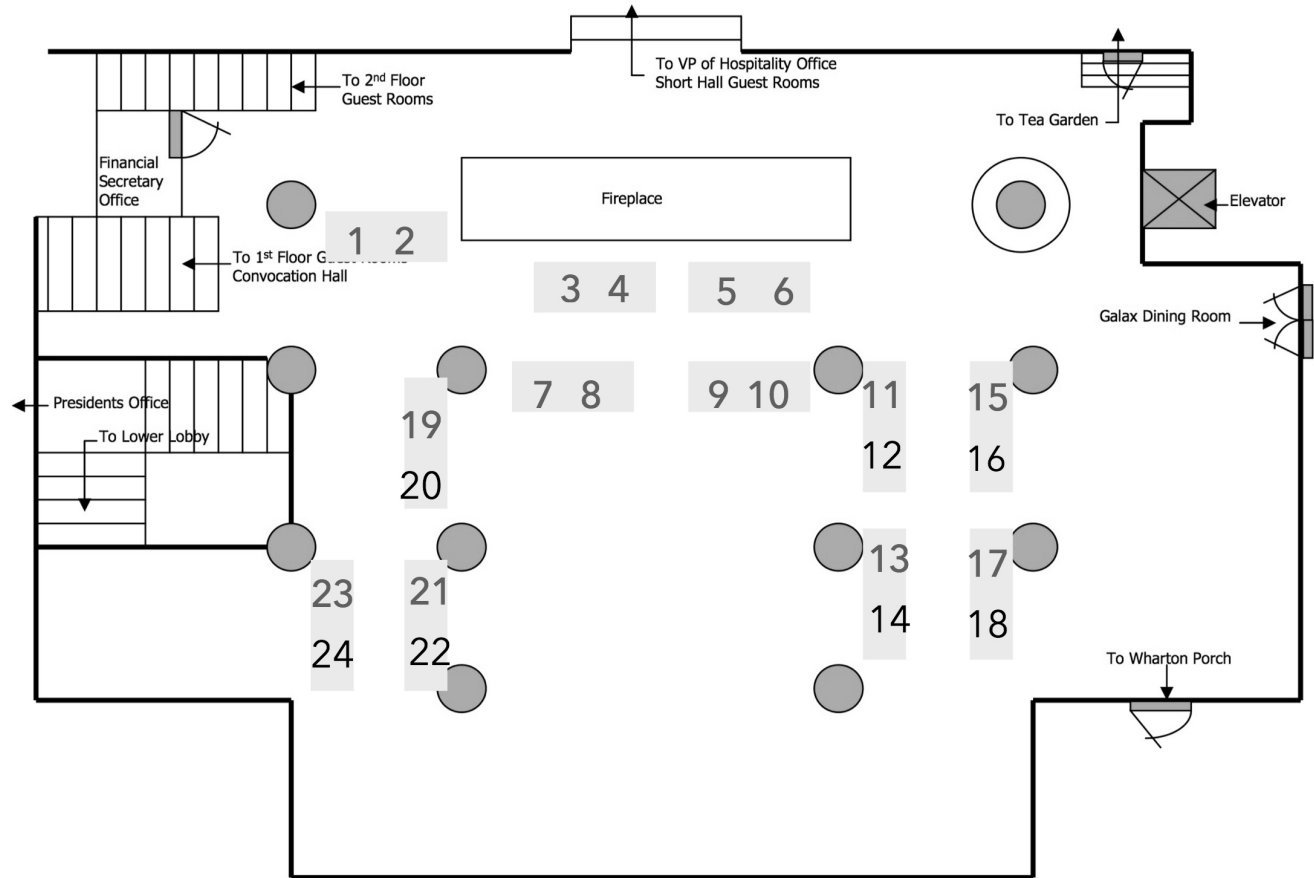 To VP of Hospitality Office
Short Hall Guest Rooms
To 2nd Floor
Guest Rooms
To Tea Garden
Financial
Secretary
Office
Fireplace
Elevator
1 2
To 1st Floor Guest Rooms
Convocation Hall
3 4 5 6
Galax Dining Room
7 8 9 10 11 15
Presidents Office
19
To Lower Lobby
12 16
20
13 17
23 21
14 18
24 22
To Wharton Porch